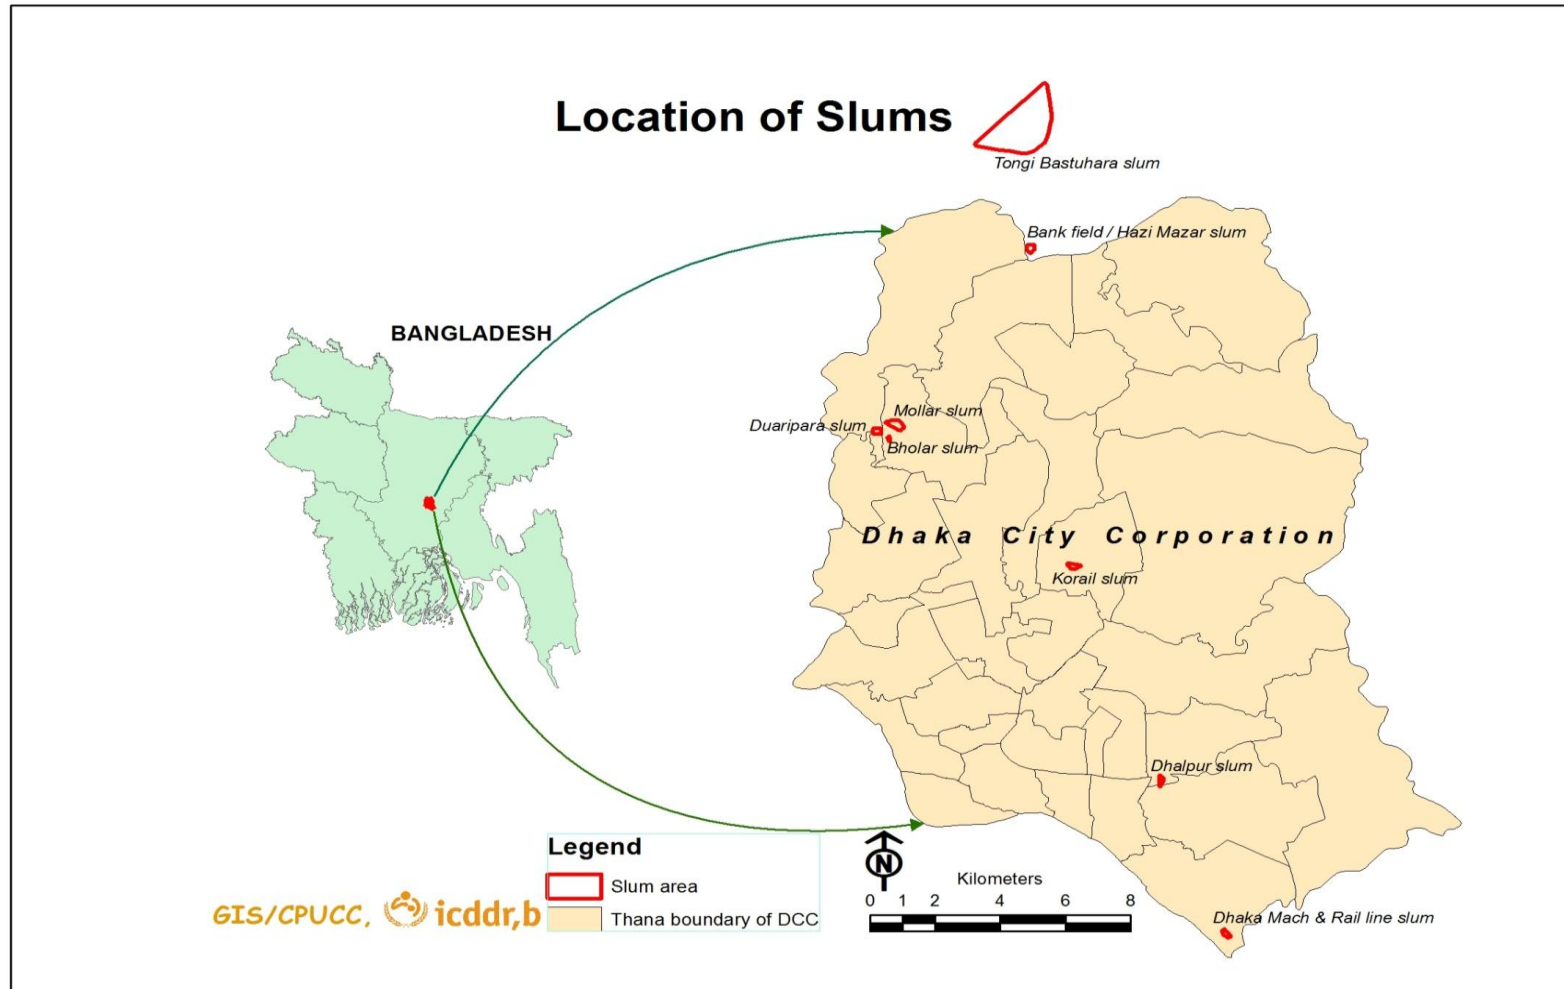 Location of Slums
Tongi Bastuhara slum
Bank field / Hazi Mazar slum
BANGLADESH
Mollar slum
Duaripara slum
Bholar slum
Dhaka City Corporation
Korail slum
Dhalpur slum
Legend
Slum area
Thana boundary of DCC
GIS/CPUCC, icddr,b
N
Kilometers
0 1 2 4 6 8
Dhaka Mach & Rail line slum